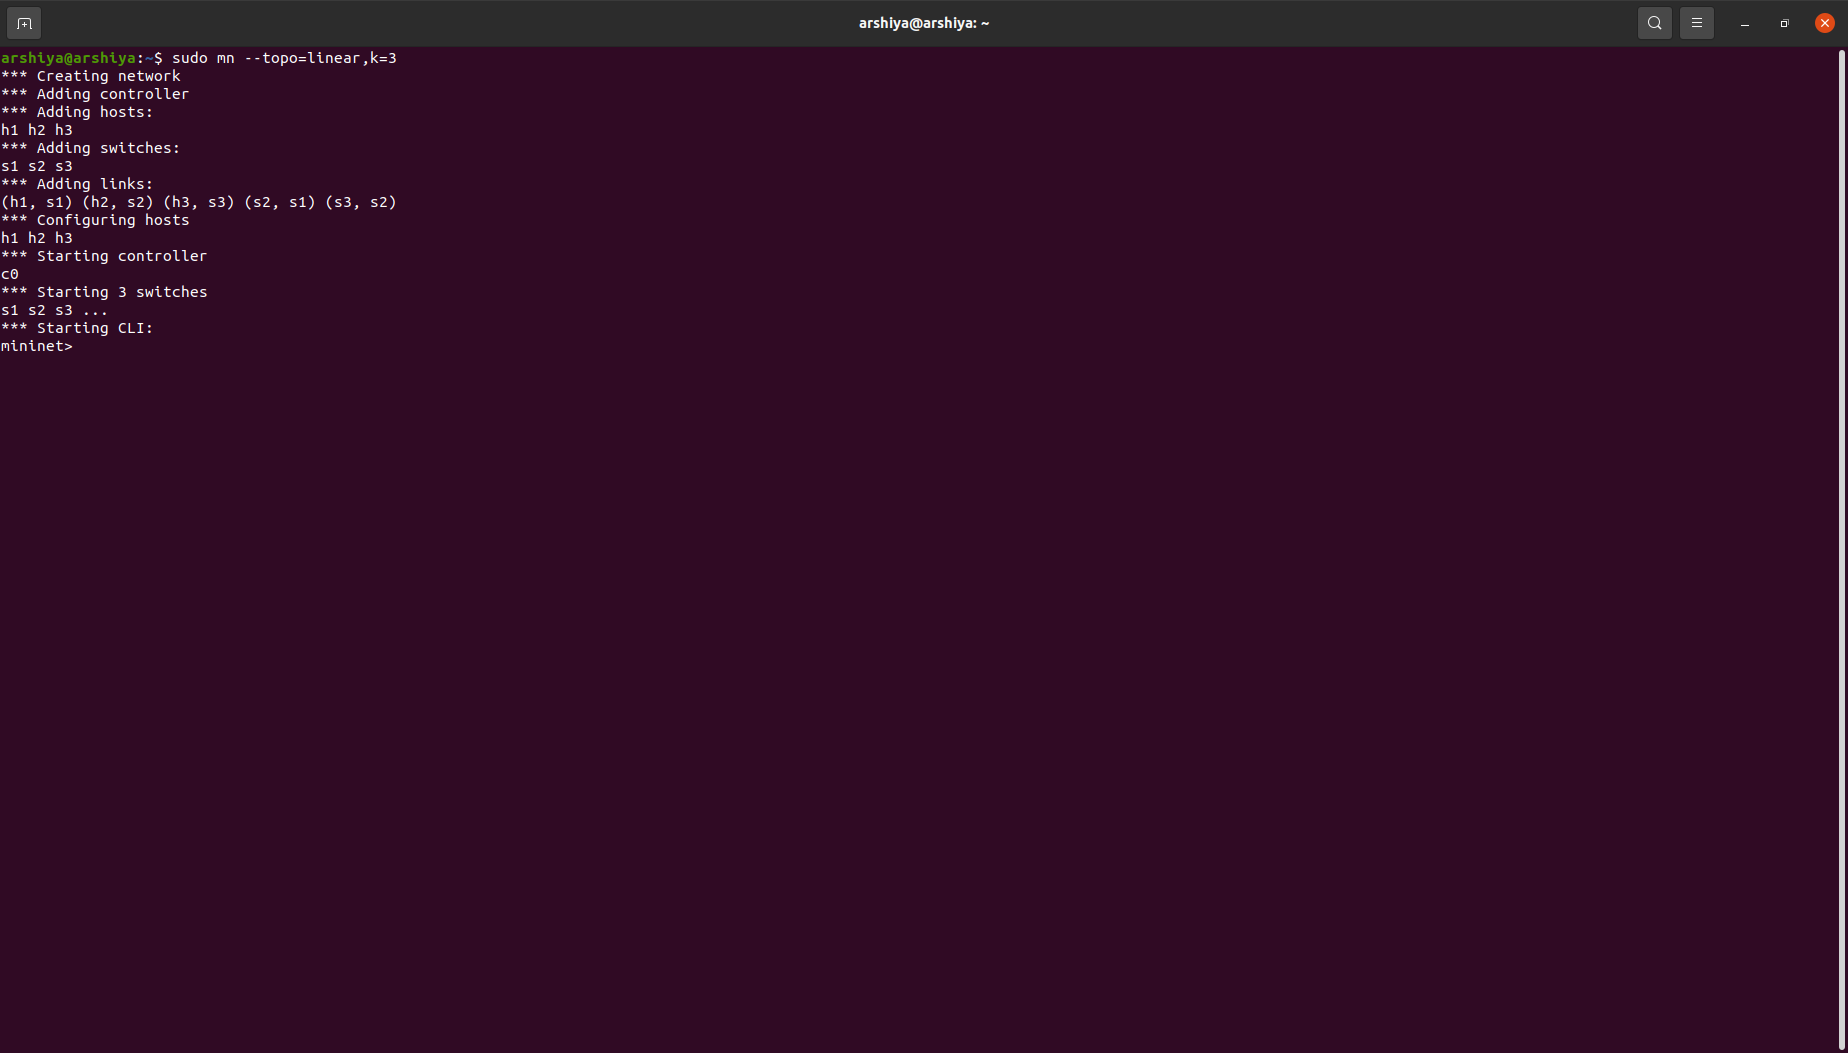 arshiya@arshiya: ~
arshiya@arshiya:~$ sudo mn --topo=linear,k=3
*** Creating network
*** Adding controller
*** Adding hosts:
h1 h2 h3
*** Adding switches:
s1 s2 s3
*** Adding links:
(h1, s1) (h2, s2) (h3, s3) (s2, s1) (s3, s2)
*** Configuring hosts
h1 h2 h3
*** Starting controller
c0
*** Starting 3 switches
s1 s2 s3 ...
*** Starting CLI:
mininet>